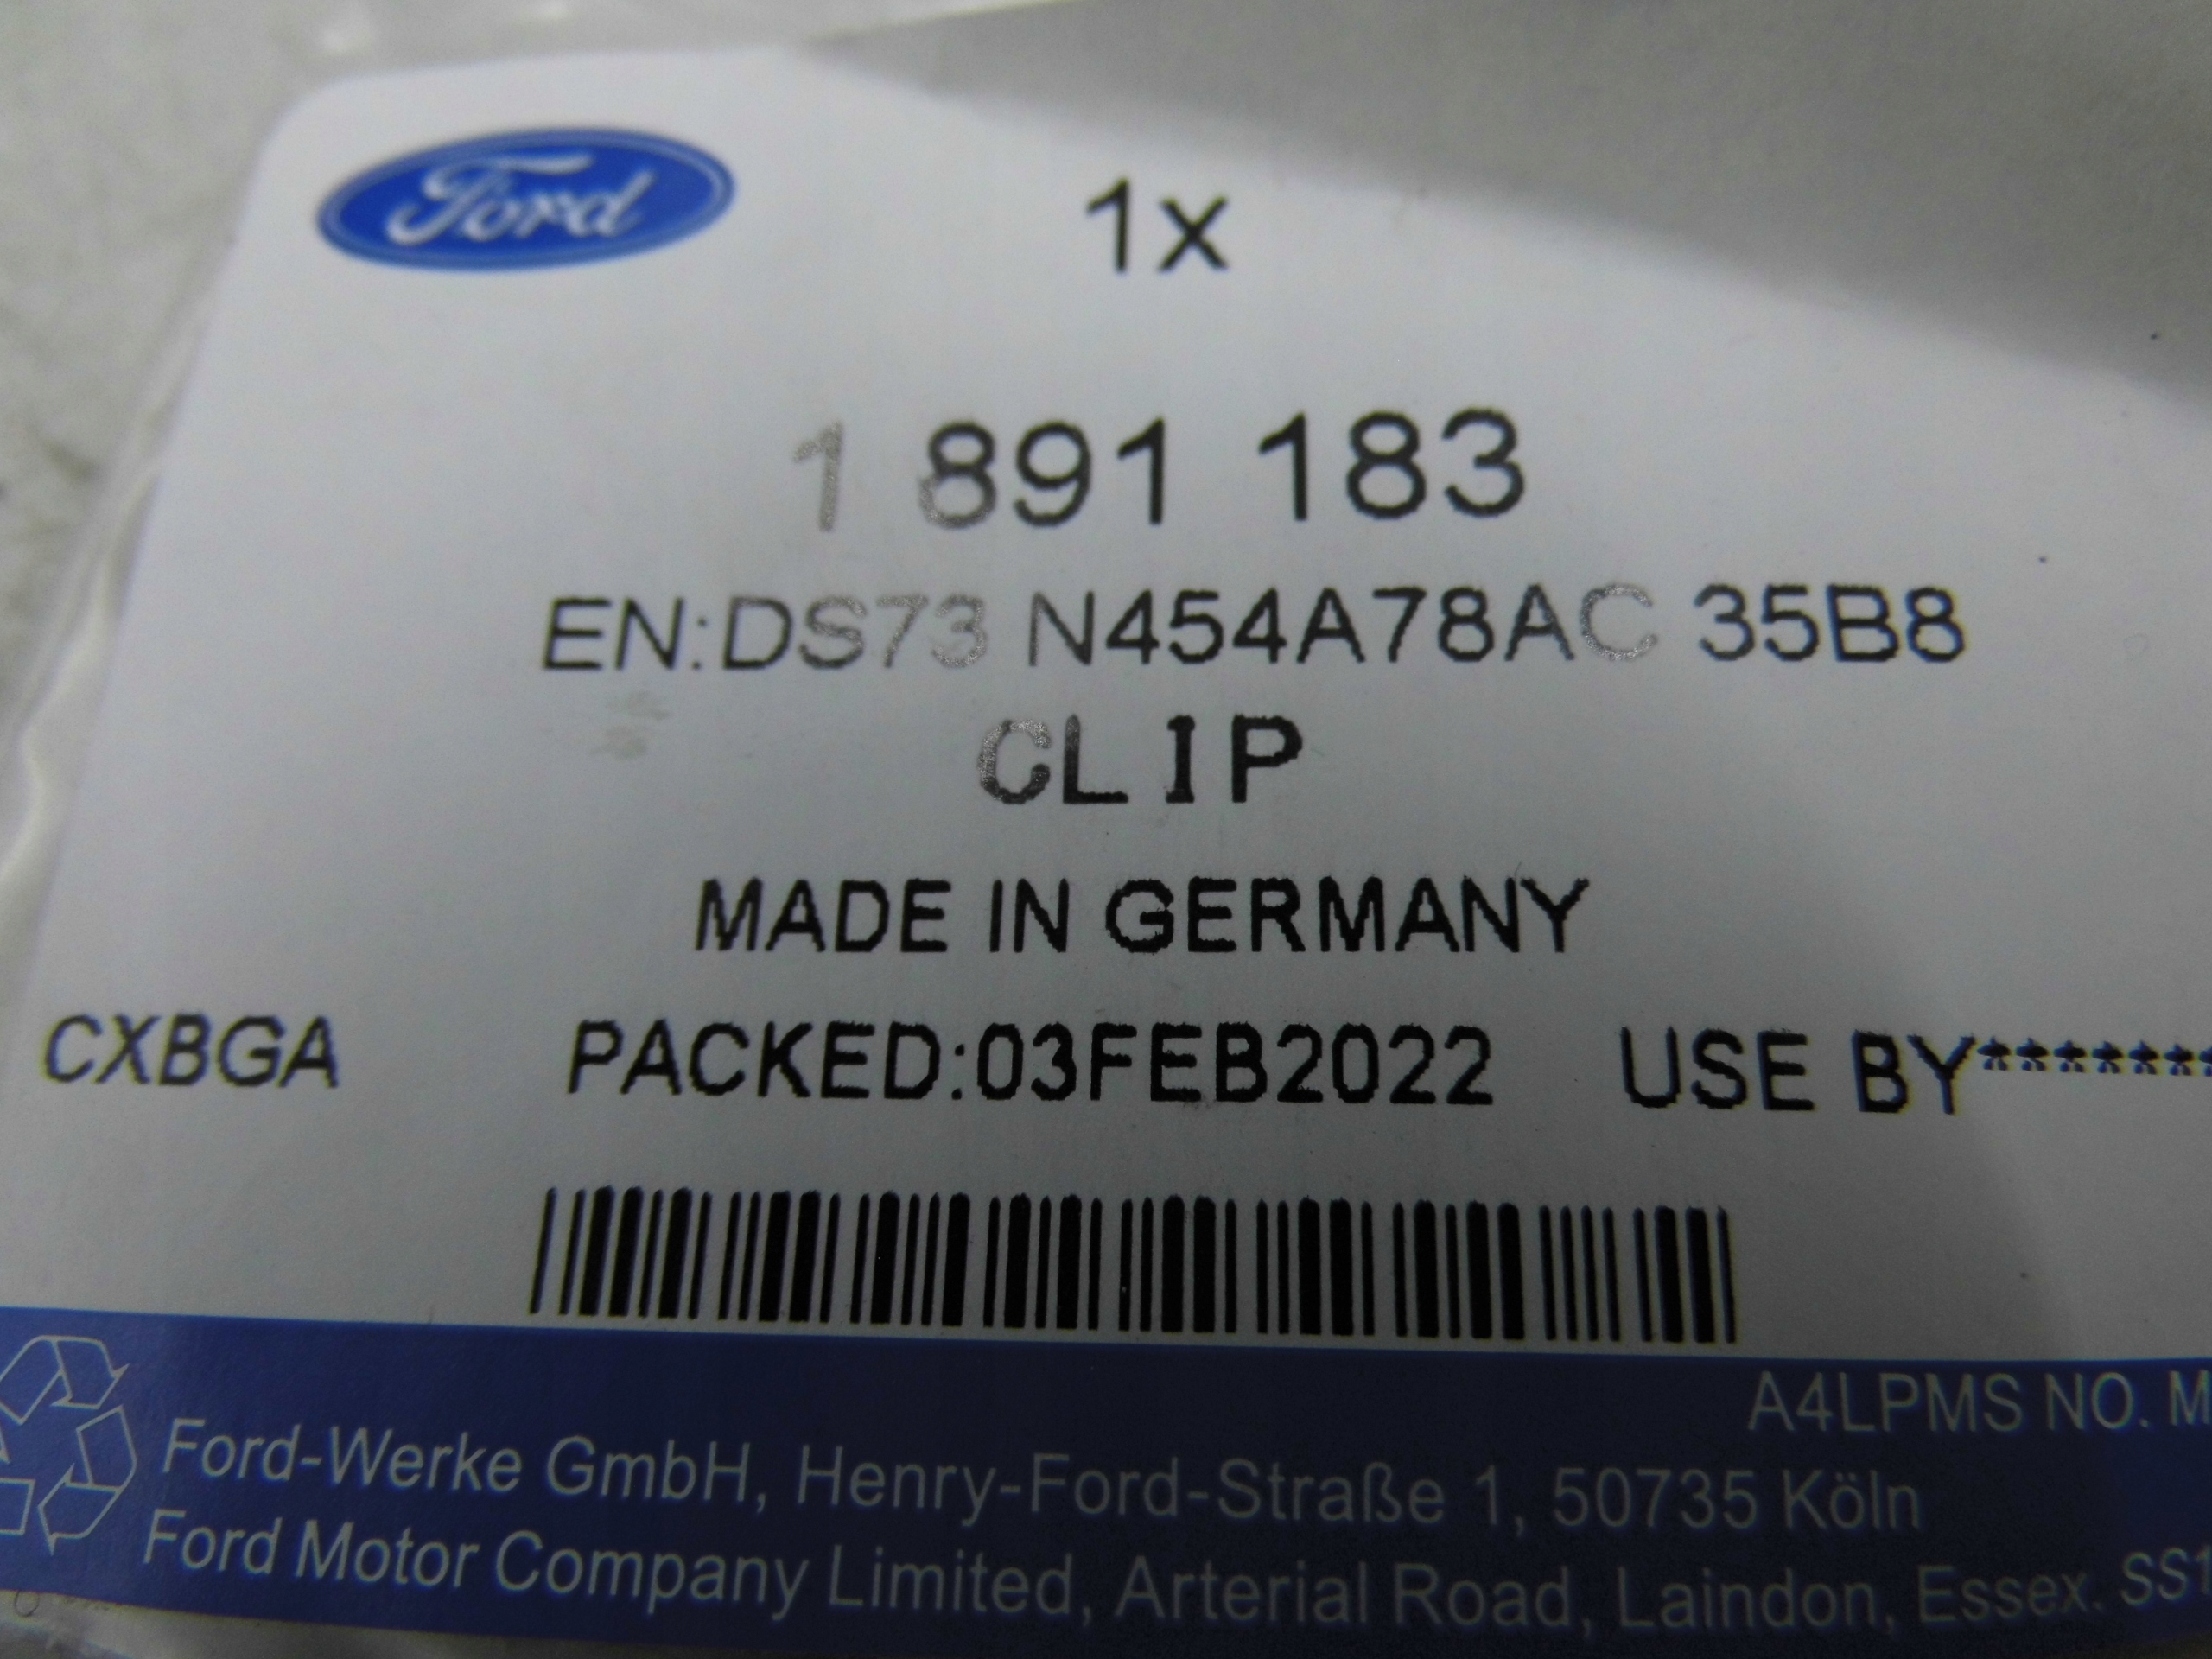 Ford
1x
1 891 183
EN:DS73 N454A78AC 35B8
CLIP
MADE IN GERMANY
CXBGA PACKED:03FEB2022 USE BY*******
A4LPMS NO. M
Ford-Werke GmbH, Henry-Ford-Straße 1, 50735 Köln
Ford Motor Company Limited, Arterial Road, Laindon, Essex. SS1